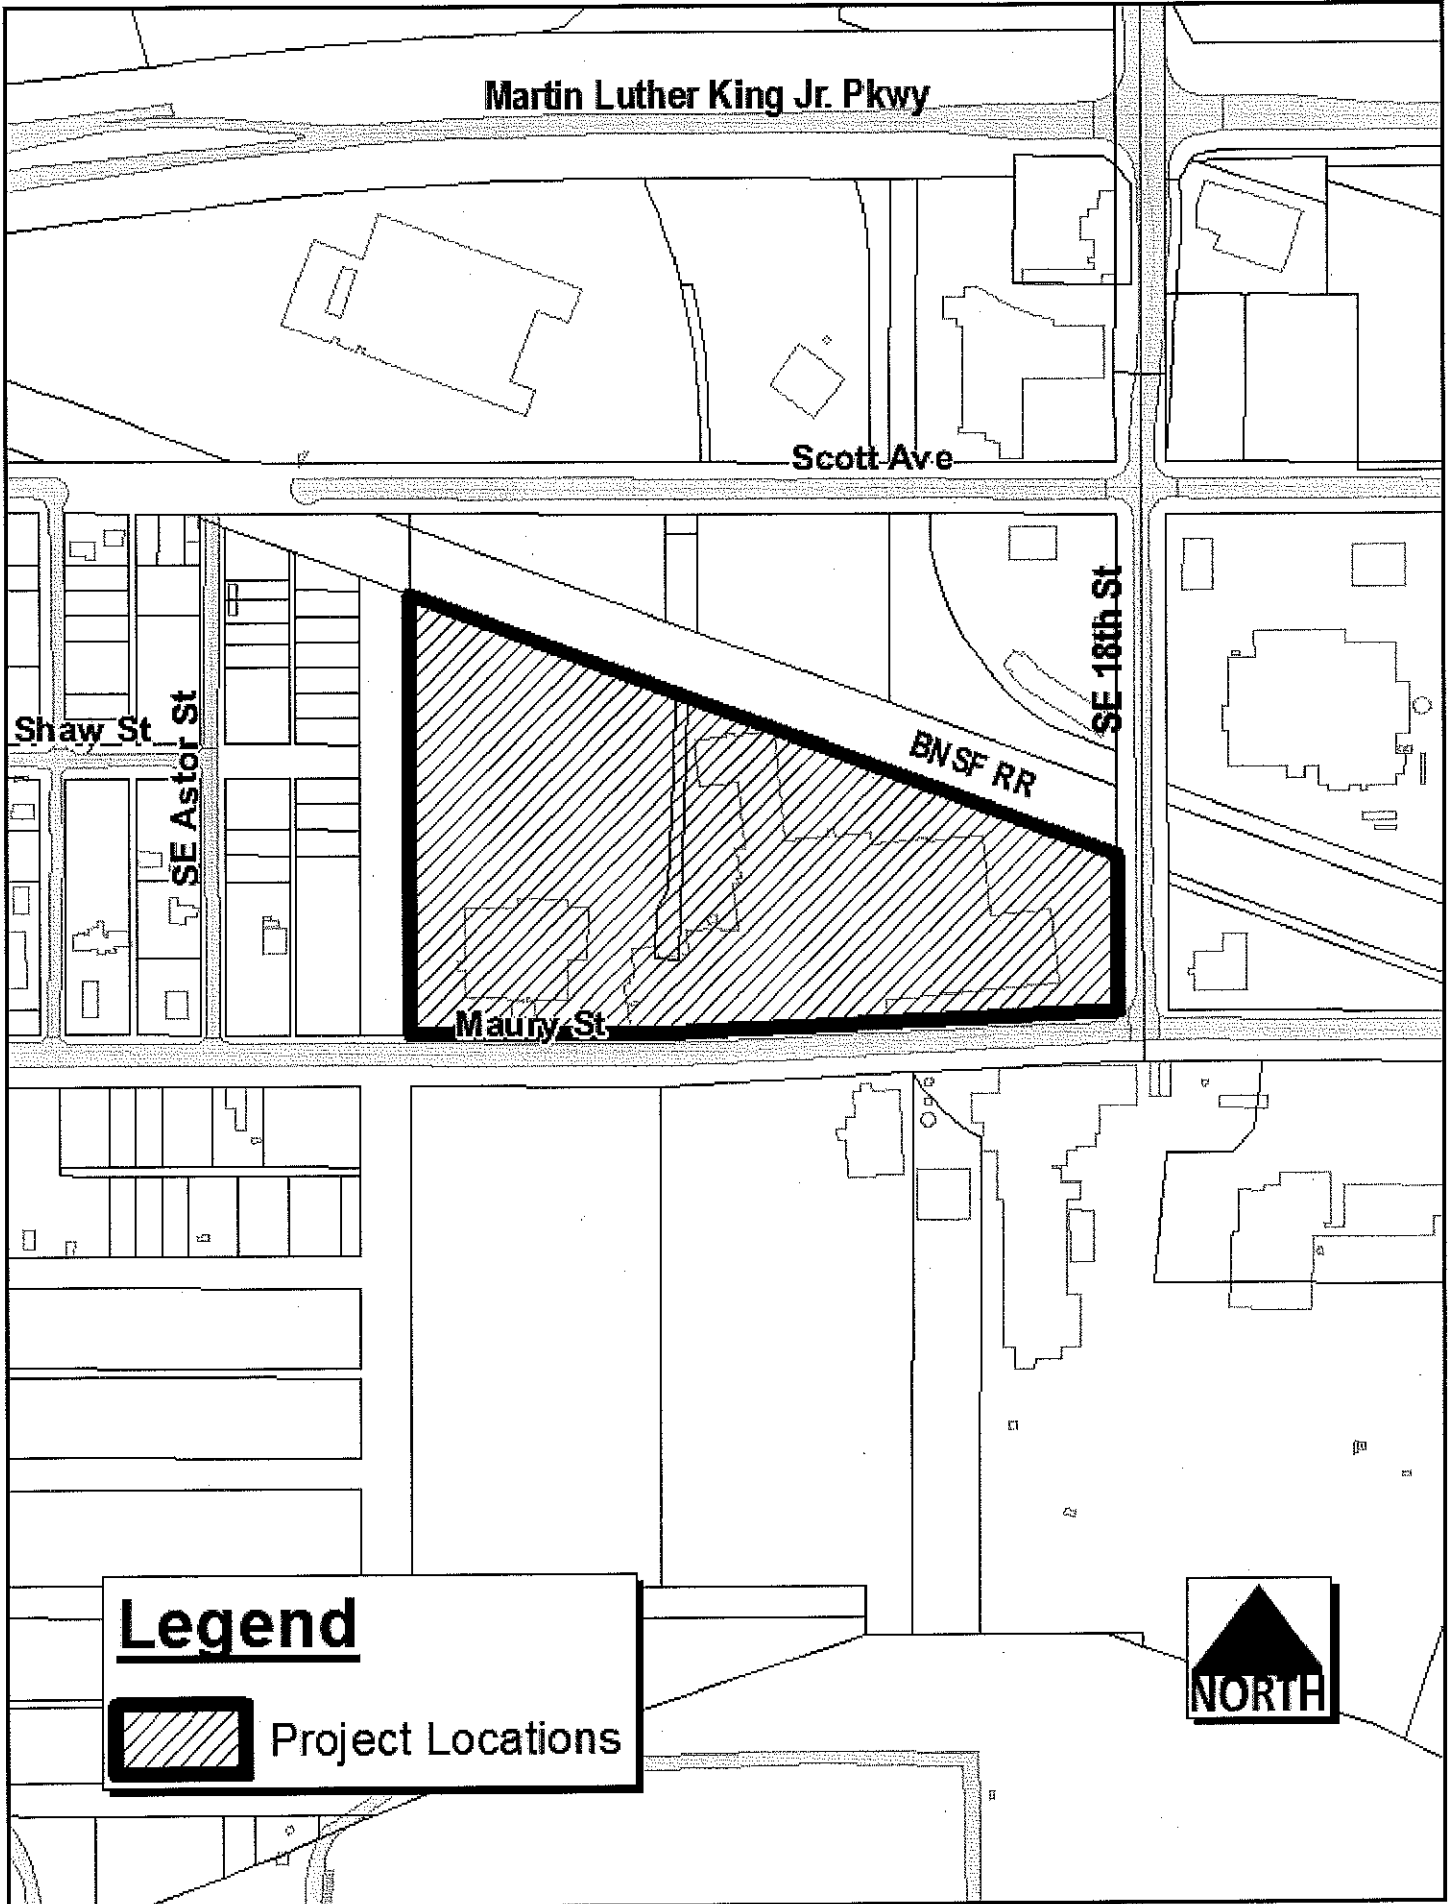 Martin Luther King Jr. Pkwy
Scott Ave
SE 18th St
Shaw St
SE Astor St
BNSF RR
Maury St
Legend
Project Locations
NORTH